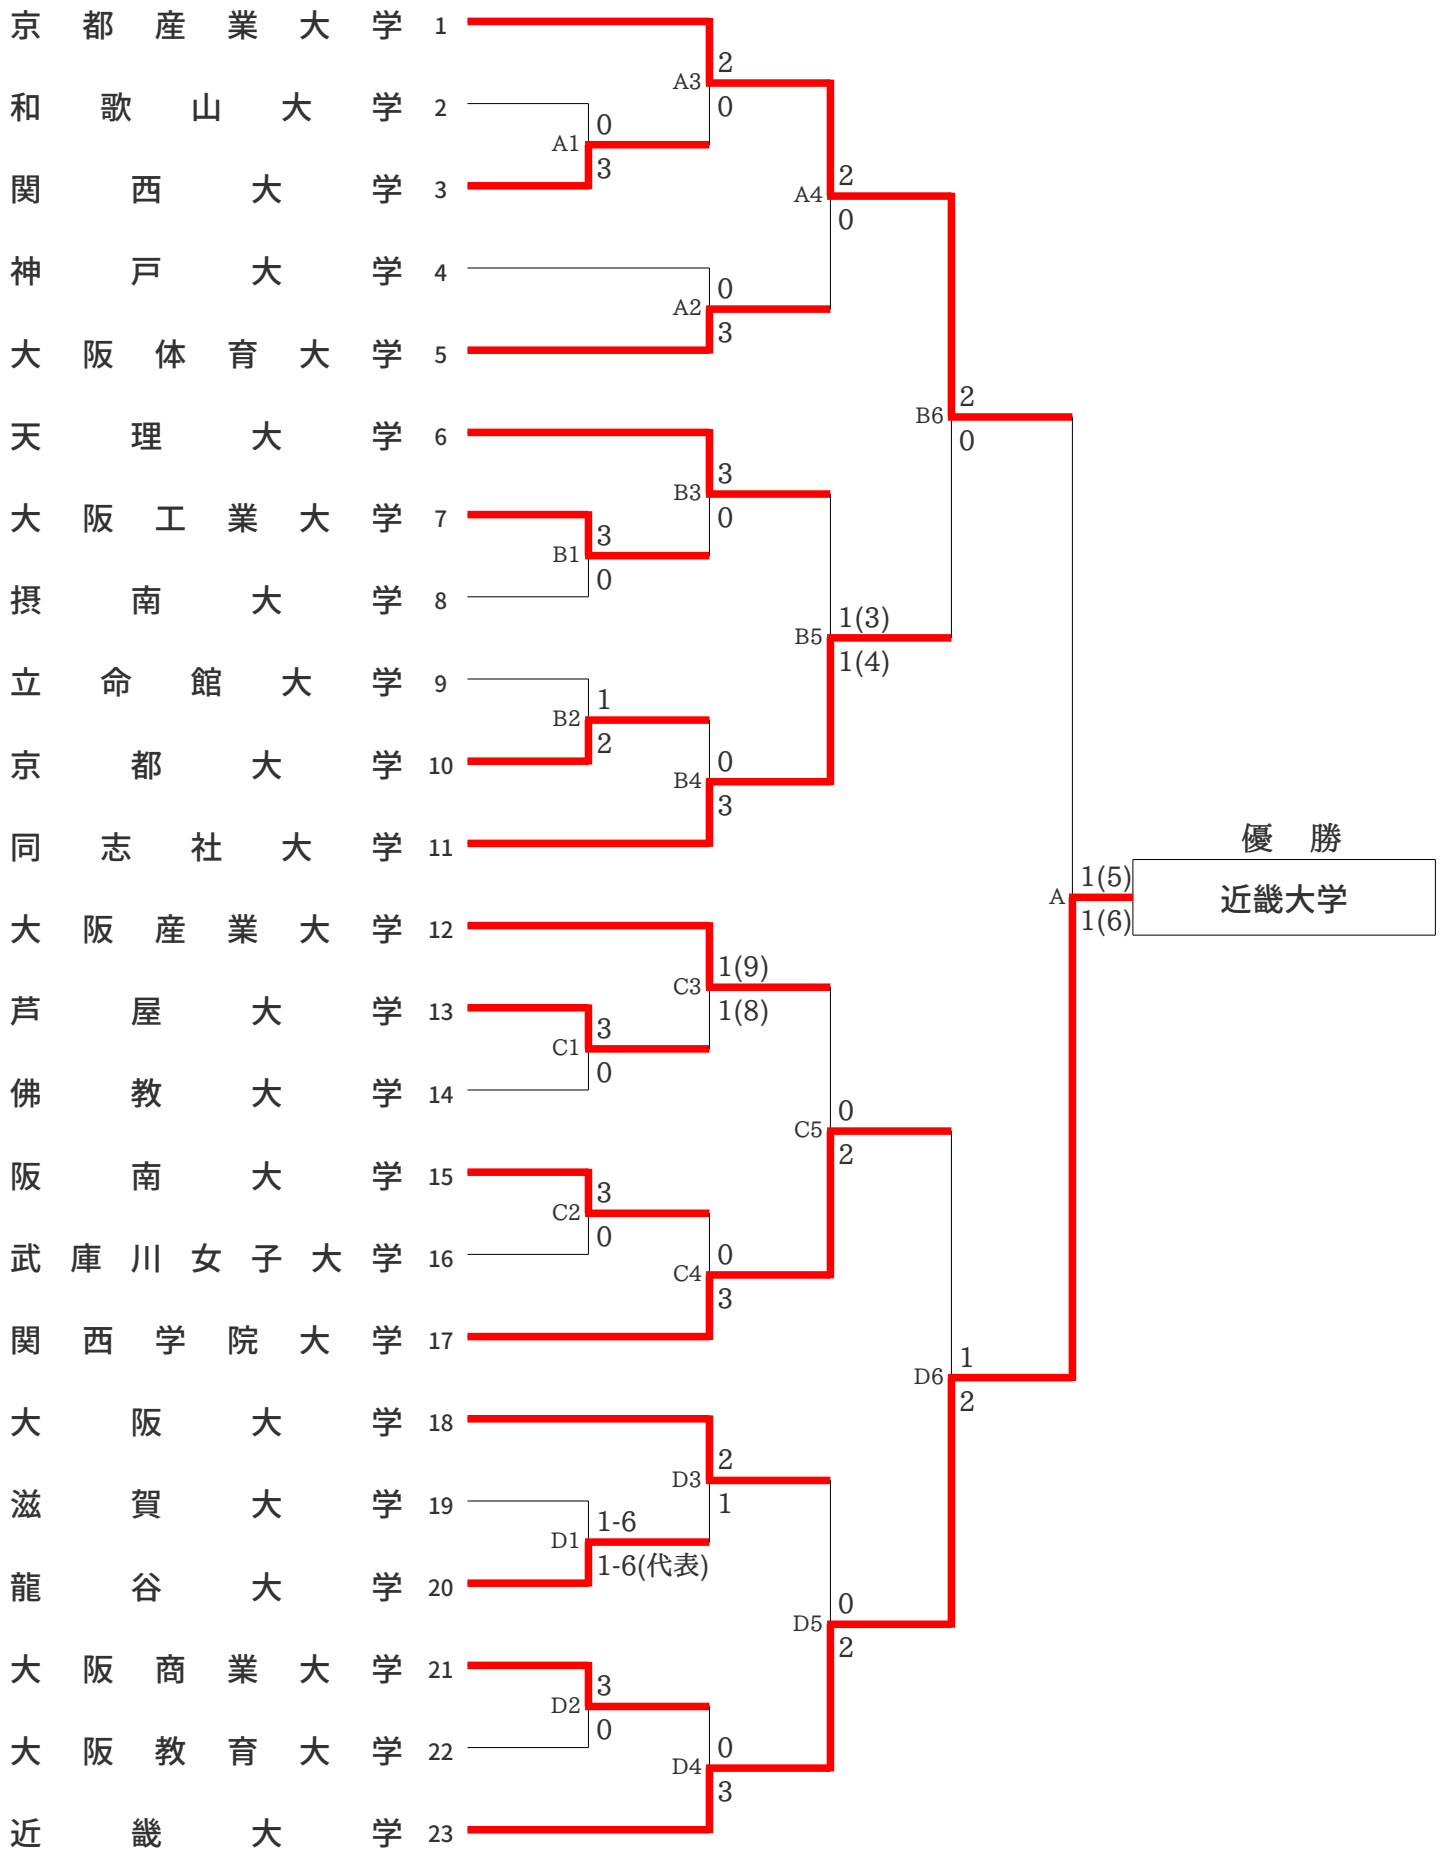 京都産業大学 1
2
A3
0
和歌山大学 2
0
A1
3
関西大学 3
2
A4
0
神戸大学 4
0
A2
3
大阪体育大学 5
2
B6
0
天理大学 6
3
B3
0
大阪工業大学 7
3
B1
0
摂南大学 8
1(3)
B5
1(4)
立命館大学 9
1
B2
2
京都大学 10
0
B4
3
同志社大学 11
優勝
1(5)
A
近畿大学
1(6)
大阪産業大学 12
1(9)
C3
1(8)
芦屋大学 13
3
C1
0
佛教大学 14
0
C5
2
阪南大学 15
3
C2
0
武庫川女子大学 16
0
C4
3
関西学院大学 17
1
D6
2
大阪大学 18
2
D3
1
滋賀大学 19
1-6
D1
1-6(代表)
龍谷大学 20
0
D5
2
大阪商業大学 21
3
D2
0
大阪教育大学 22
0
D4
3
近畿大学 23